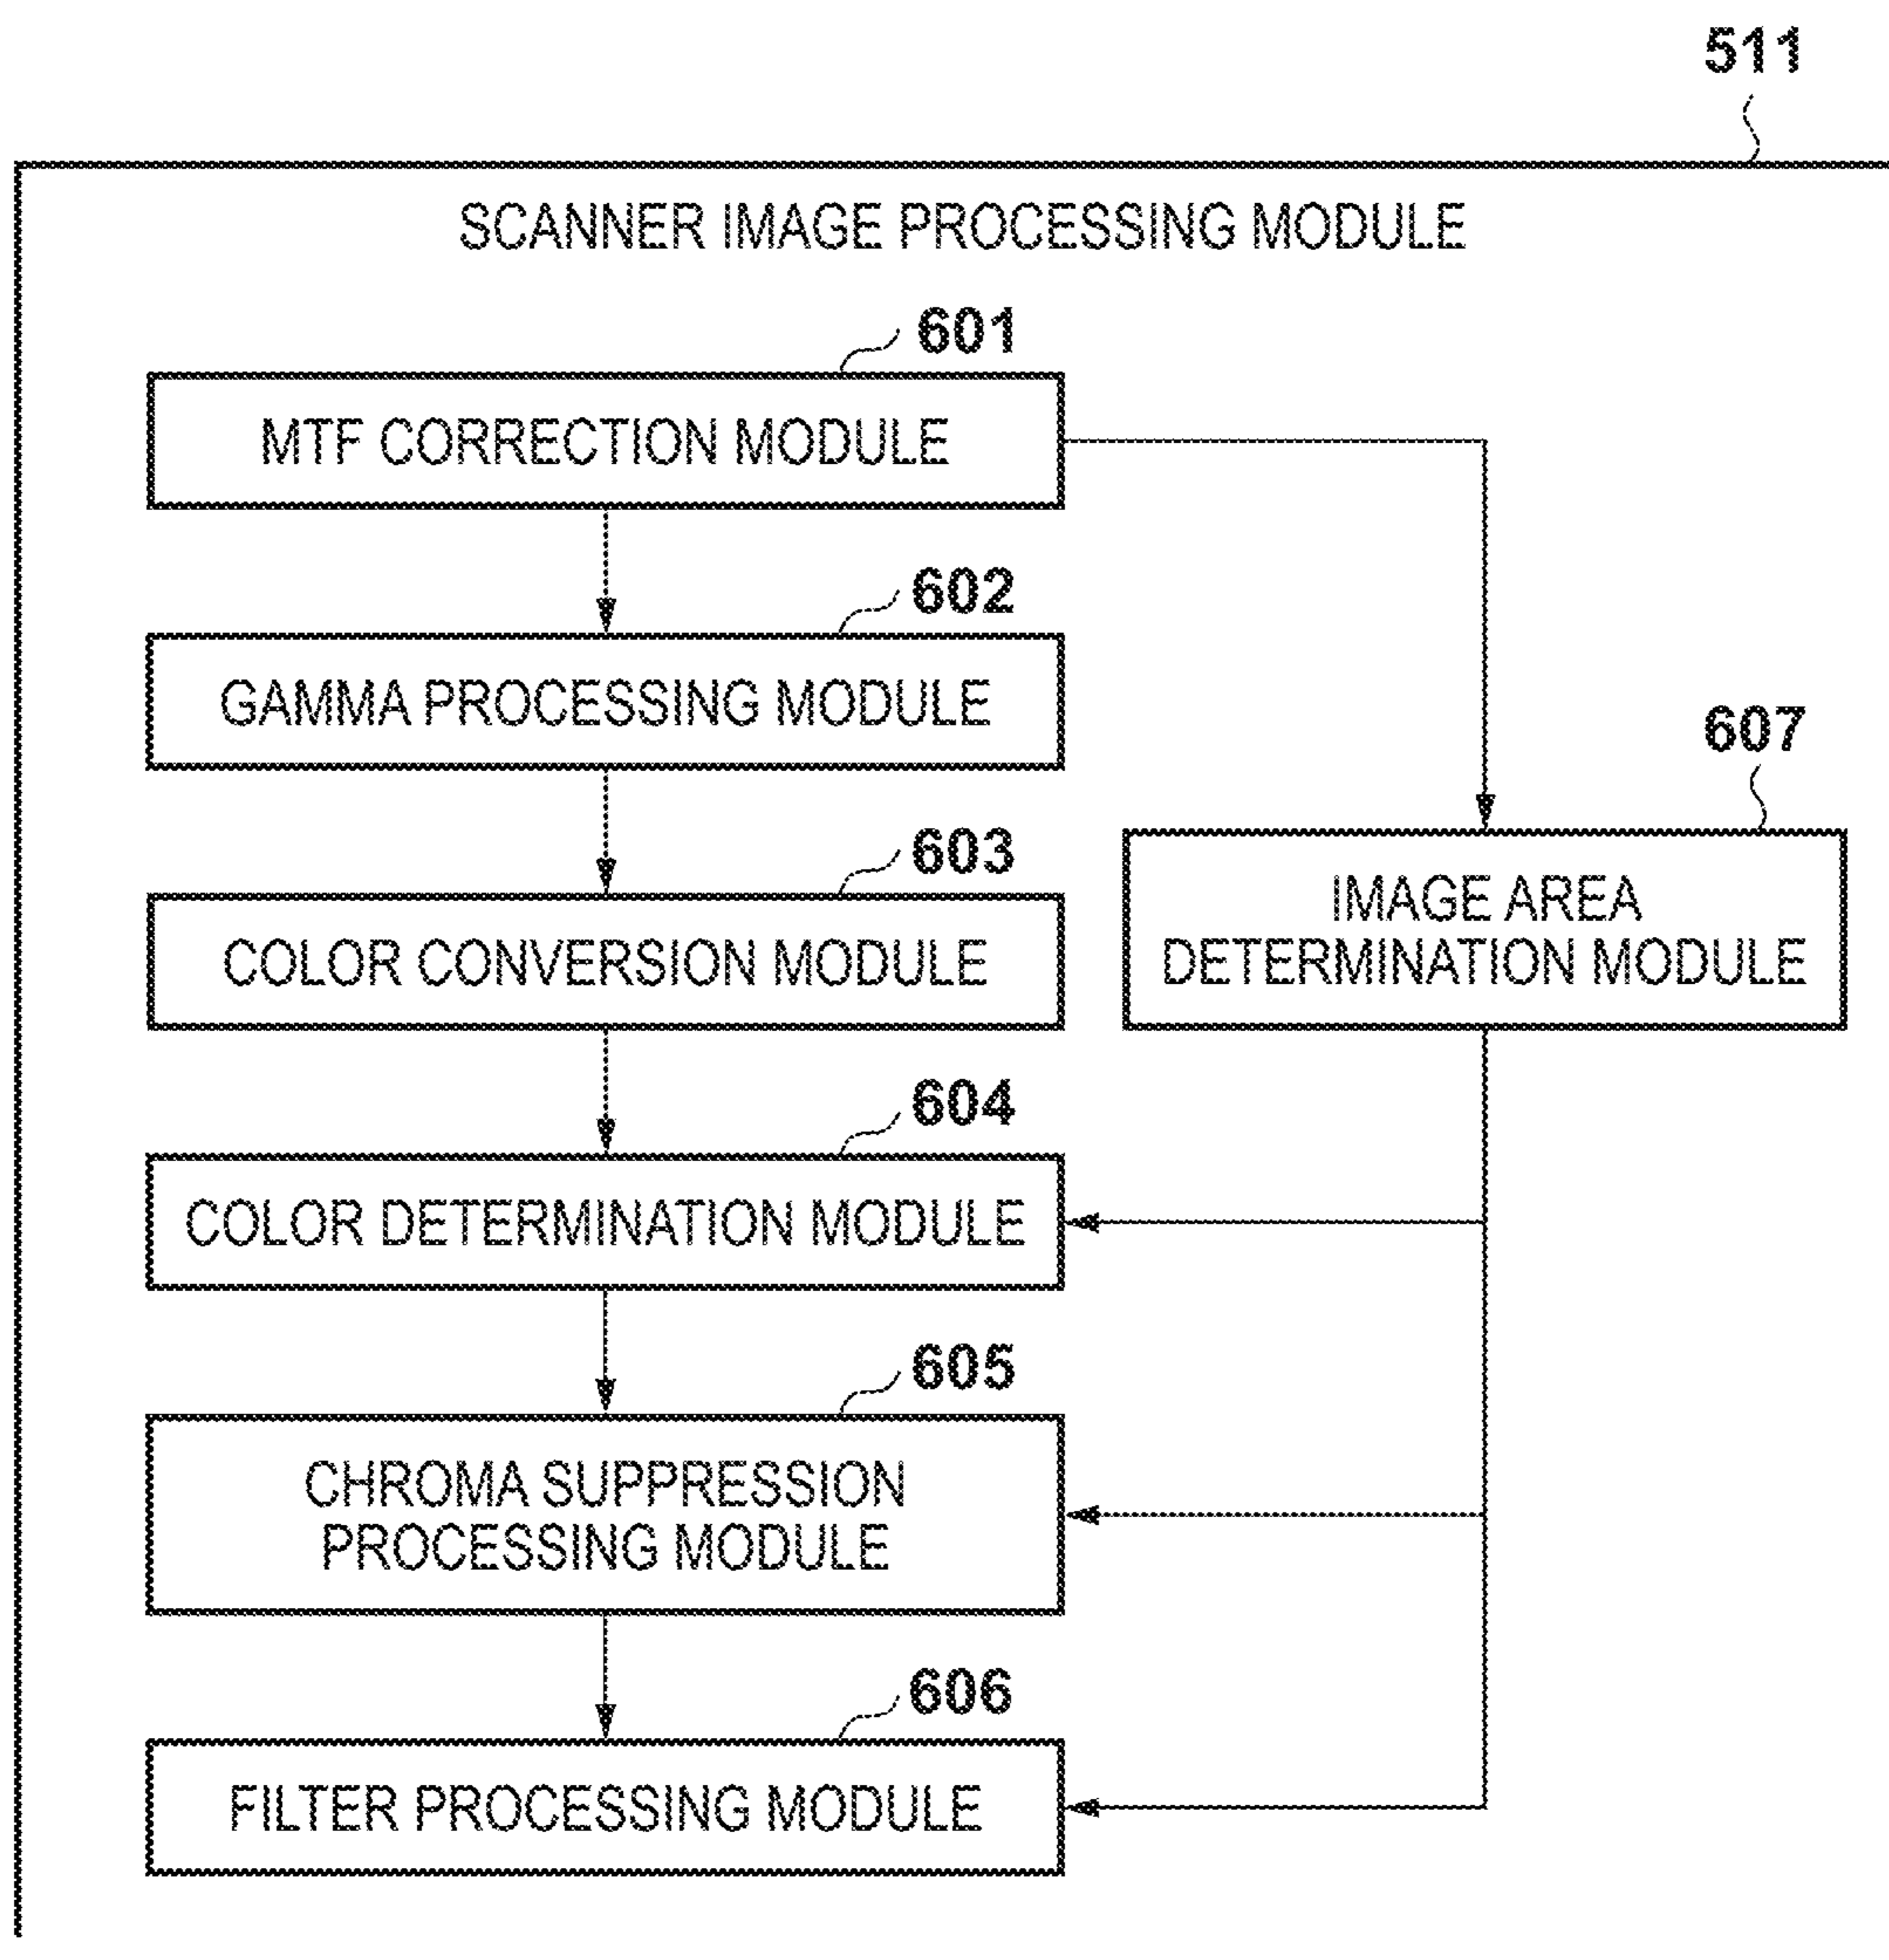 511
SCANNER IMAGE PROCESSING MODULE
601
MTF CORRECTION MODULE
602
GAMMA PROCESSING MODULE
607
603
IMAGE AREA
DETERMINATION MODULE
COLOR CONVERSION MODULE
604
COLOR DETERMINATION MODULE
605
CHROMA SUPPRESSION
PROCESSING MODULE
606
FILTER PROCESSING MODULE